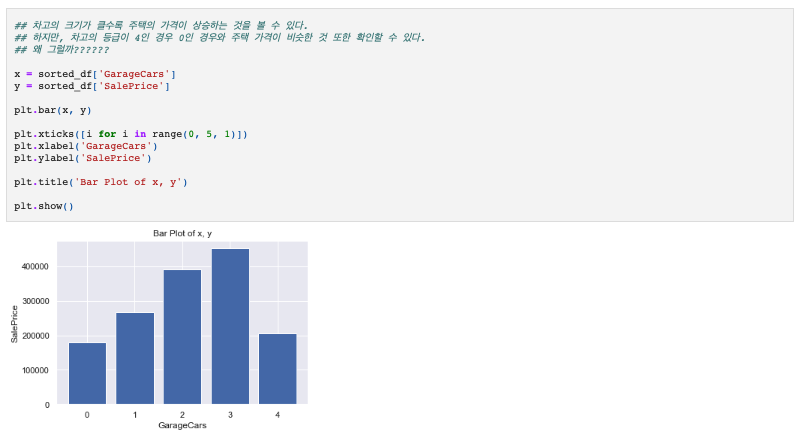 ## 차고의 크기가 클수록 주택의 가격이 상승하는 것을 볼 수 있다.
## 하지만, 차고의 등급이 4인 경우 0인 경우와 주택 가격이 비슷한 것 또한 확인할 수 있다.
## 왜 그럴까??????
x = sorted_df['GarageCars']
y = sorted_df['SalePrice']
plt.bar(x, y)
plt.xticks([i for i in range(0, 5, 1)])
plt.xlabel('GarageCars')
plt.ylabel('SalePrice')
plt.title('Bar Plot of x, y')
plt.show()
Bar Plot of x, y
400000
300000
200000
100000
0
SalePrice
0 1 2 3 4
GarageCars